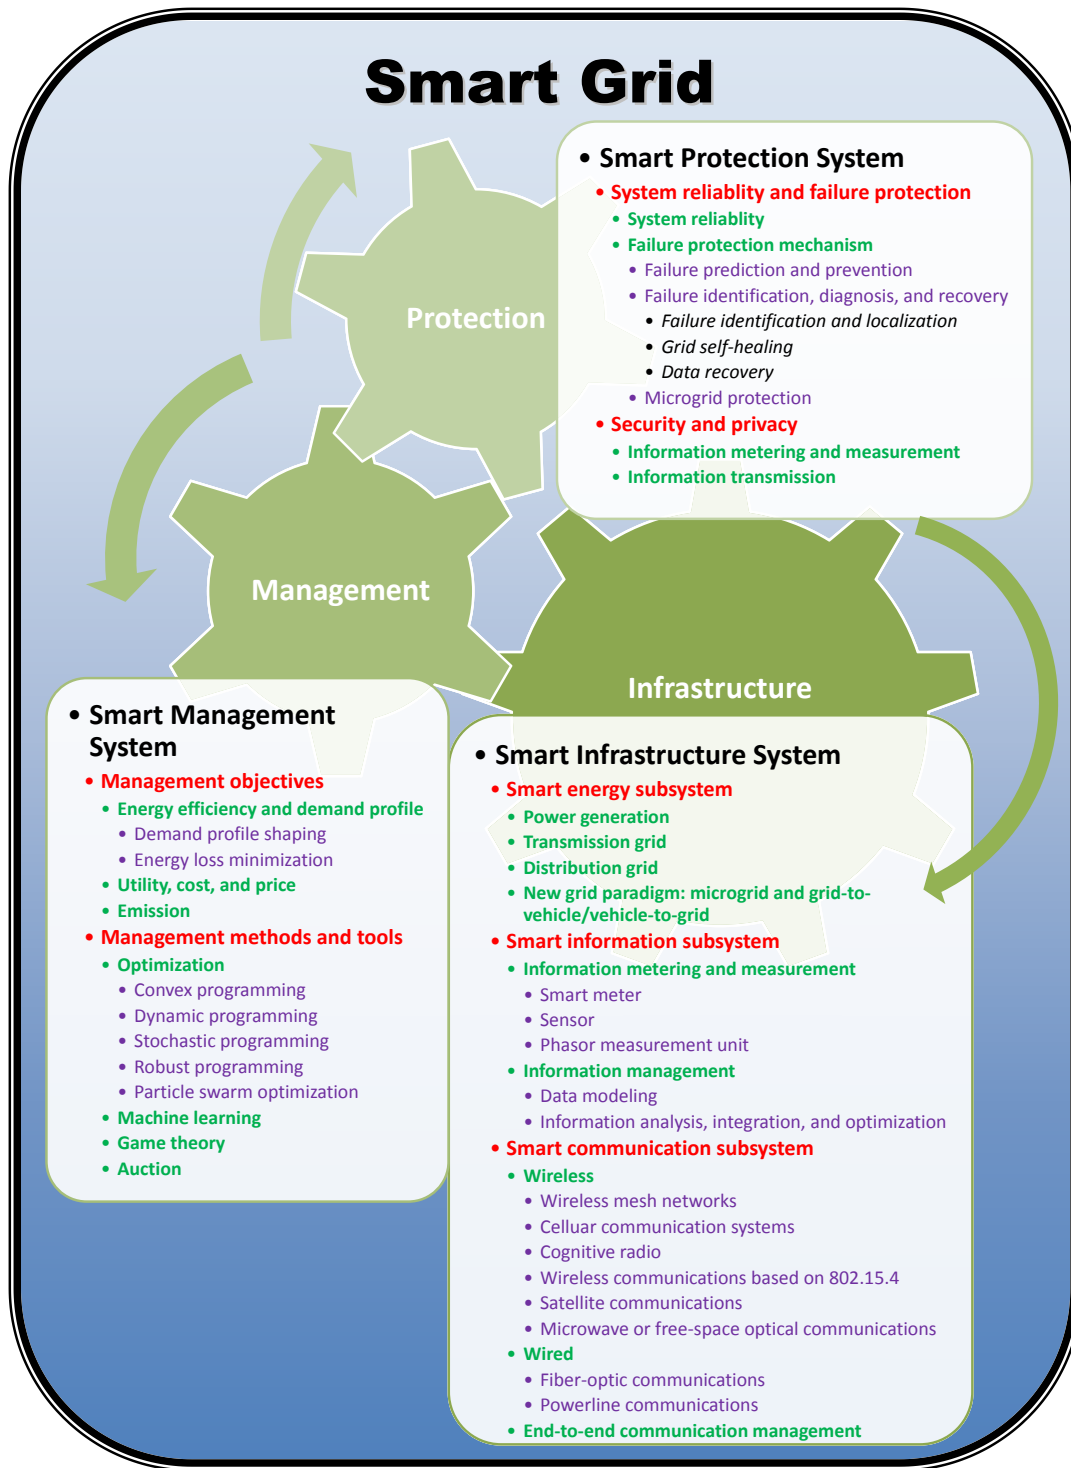 Smart Grid
• Smart Protection System
• System reliablity and failure protection
• System reliablity
• Failure protection mechanism
• Failure prediction and prevention
• Failure identification, diagnosis, and recovery
• Failure identification and localization
• Grid self-healing
• Data recovery
• Microgrid protection
• Security and privacy
• Information metering and measurement
• Information transmission
Protection
Management
Infrastructure
• Smart Management
System
• Management objectives
• Energy efficiency and demand profile
• Demand profile shaping
• Energy loss minimization
• Utility, cost, and price
• Emission
• Management methods and tools
• Optimization
• Convex programming
• Dynamic programming
• Stochastic programming
• Robust programming
• Particle swarm optimization
• Machine learning
• Game theory
• Auction
• Smart Infrastructure System
• Smart energy subsystem
• Power generation
• Transmission grid
• Distribution grid
• New grid paradigm: microgrid and grid-to-
vehicle/vehicle-to-grid
• Smart information subsystem
• Information metering and measurement
• Smart meter
• Sensor
• Phasor measurement unit
• Information management
• Data modeling
• Information analysis, integration, and optimization
• Smart communication subsystem
• Wireless
• Wireless mesh networks
• Celluar communication systems
• Cognitive radio
• Wireless communications based on 802.15.4
• Satellite communications
• Microwave or free-space optical communications
• Wired
• Fiber-optic communications
• Powerline communications
• End-to-end communication management